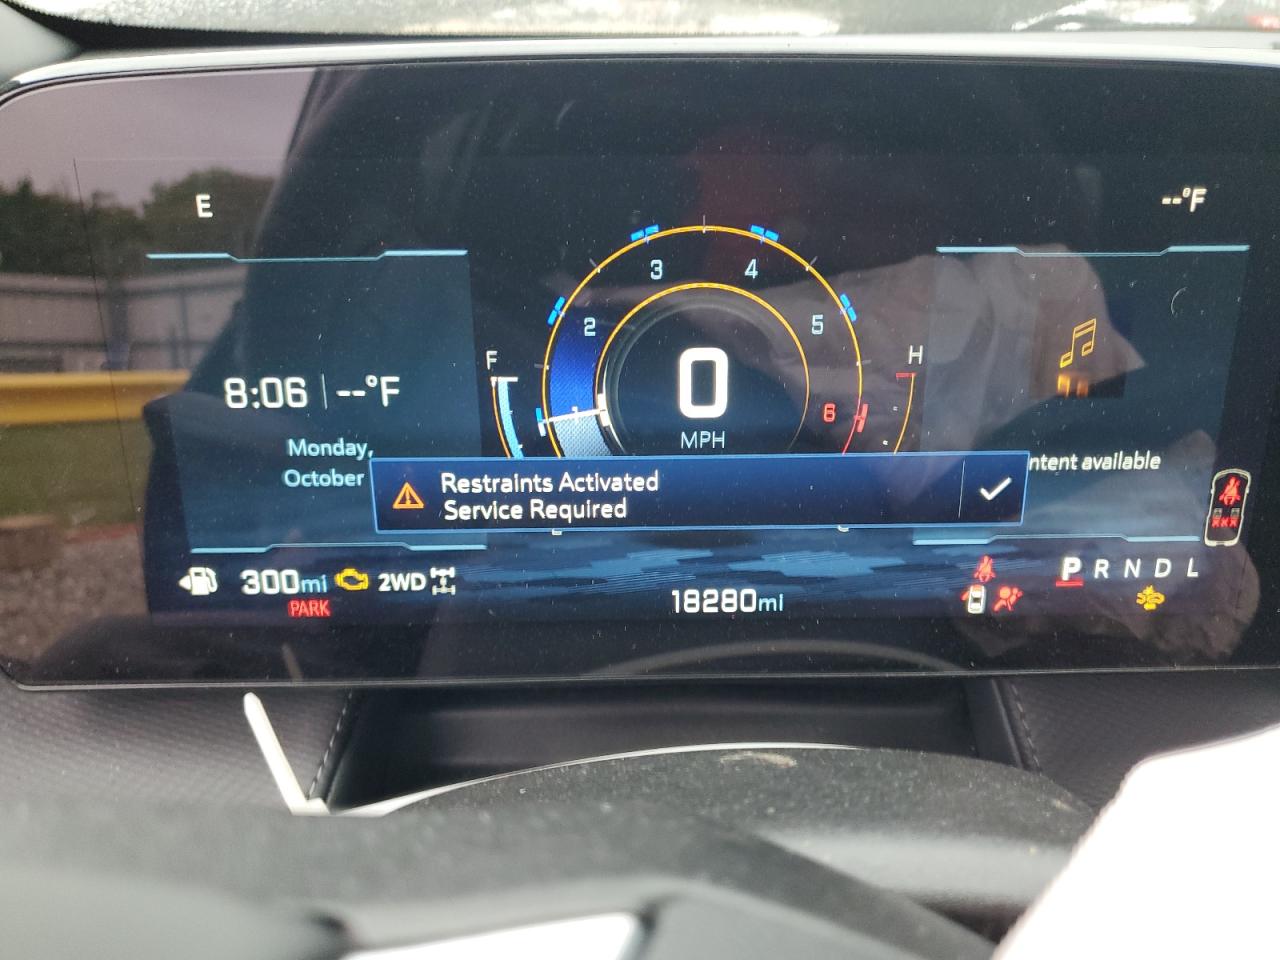 E
--°F
3 4
2 5
F H
8:06 --°F
0
6
1
MPH
Monday,
October
ntent available
Restraints Activated
Service Required
300mi
2WD
PARK
18280mi
P R N D L